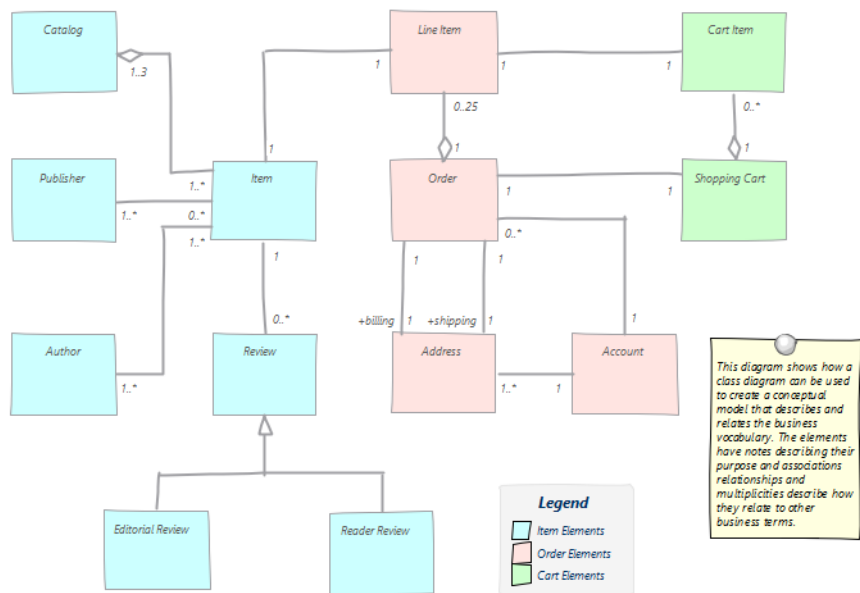 Catalog
Line Item
Cart Item
1..3
1
1
1
0..25
0..*
1
1
1
Publisher
Item
Order
Shopping Cart
1..*
1..*
0..*
1..*
1
1
0..*
1
1
1
0..*
+billing
1
+shipping
1
1
Author
Review
Address
Account
1..*
1..*
1
Editorial Review
Reader Review
This diagram shows how a
class diagram can be used
to create a conceptual
model that describes and
relates the business
vocabulary. The elements
have notes describing their
purpose and associations
relationships and
multiplicities describe how
they relate to other
business terms.
Legend
Item Elements
Order Elements
Cart Elements